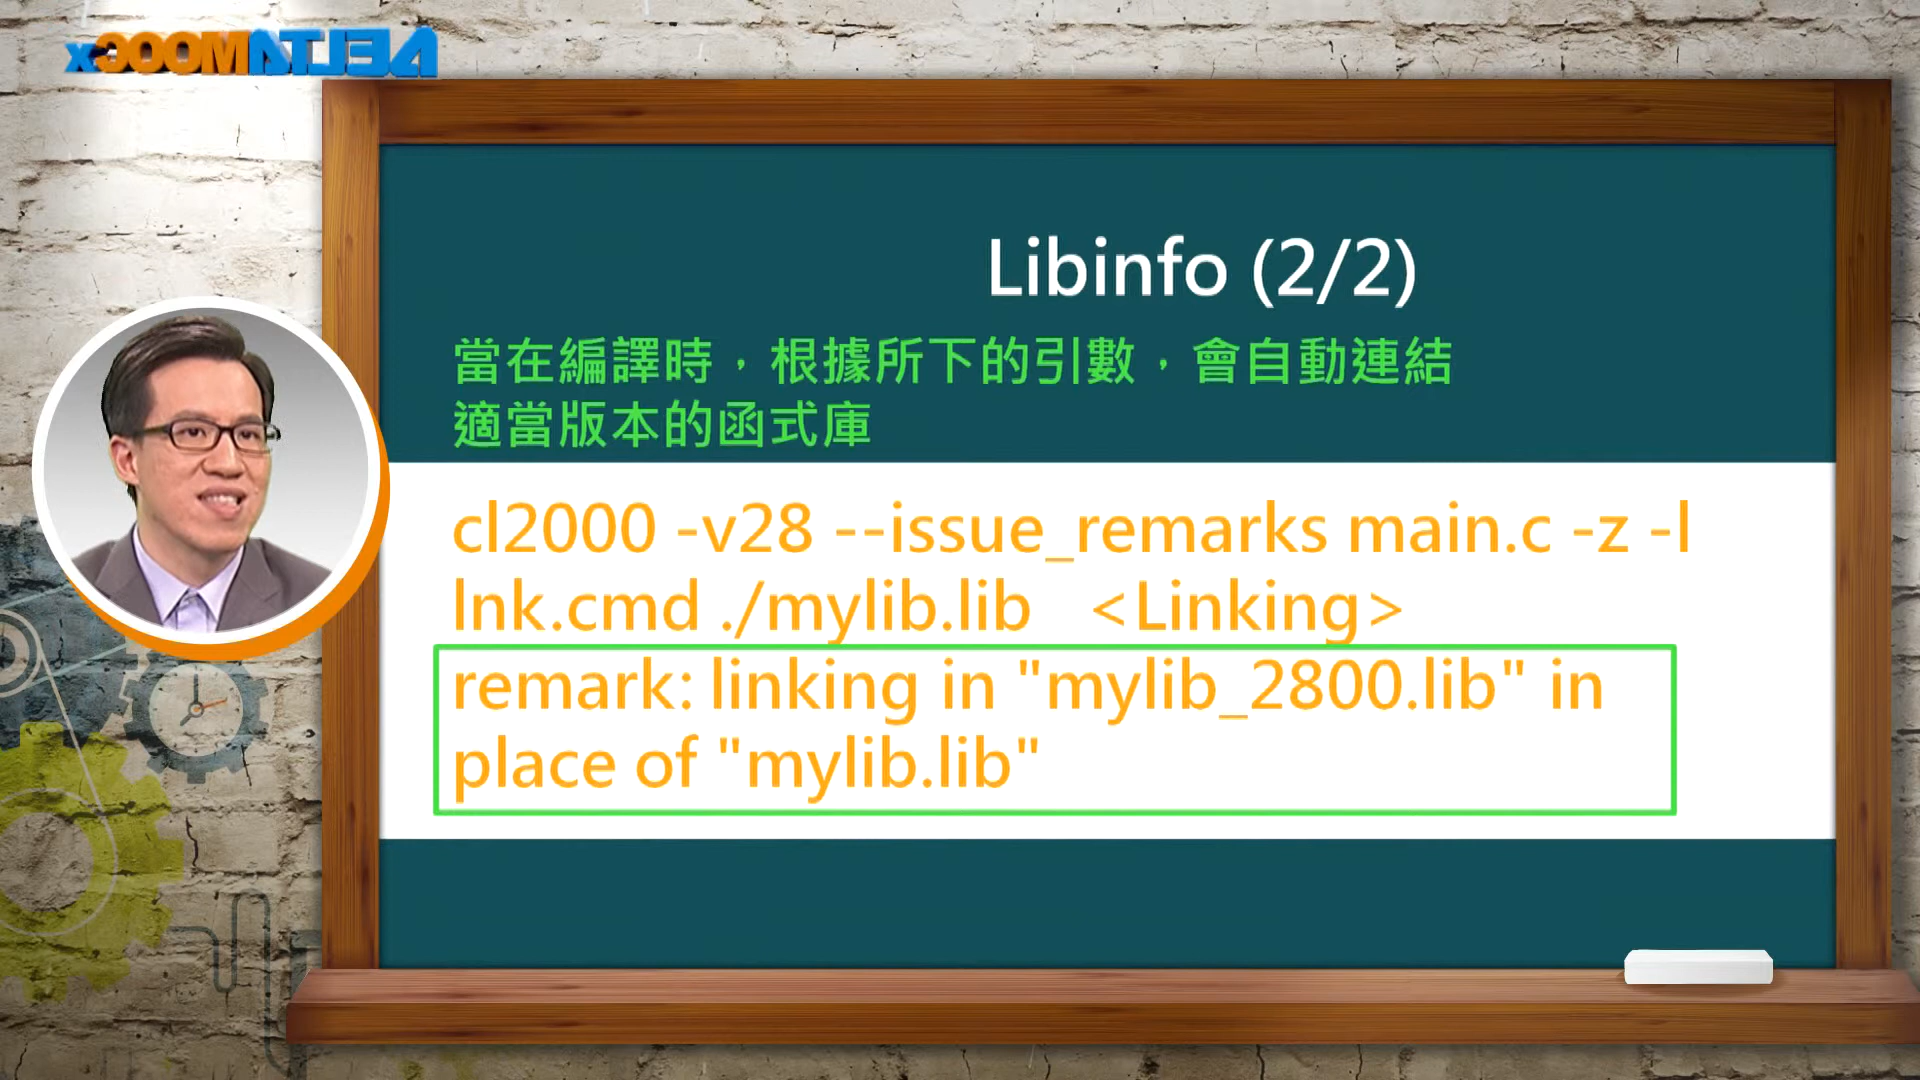 DELTAMOOCx
Libinfo (2/2)
當在編譯時，根據所下的引數，會自動連結
適當版本的函式庫
cl2000 -v28 --issue_remarks main.c -z -l
lnk.cmd ./mylib.lib <Linking>
remark: linking in "mylib_2800.lib" in
place of "mylib.lib"